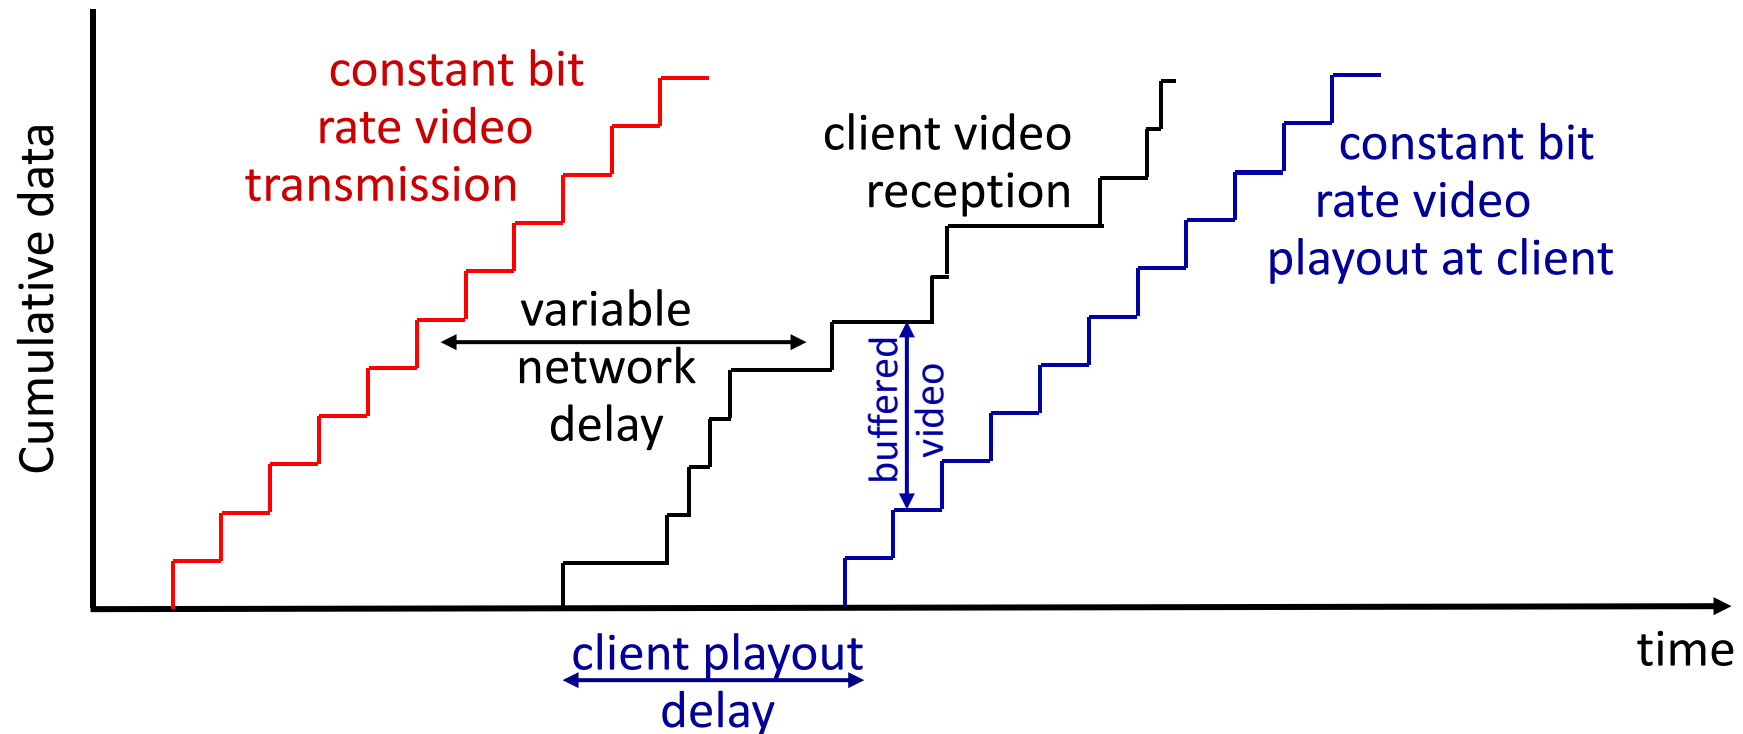 Cumulative data
constant bit
rate video
transmission
variable
network
delay
client video
reception
buffered
video
constant bit
rate video
playout at client
client playout
delay
time